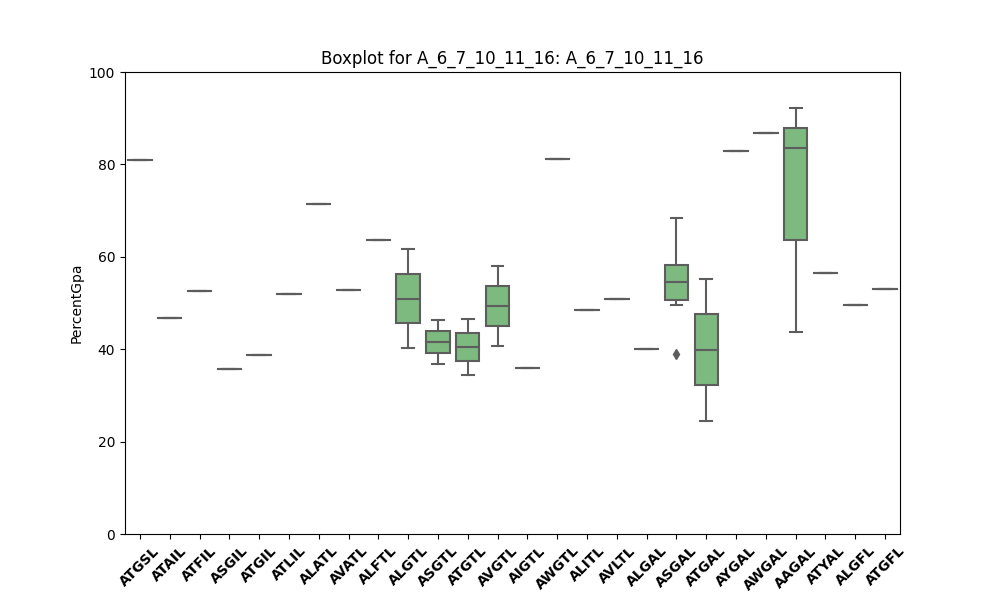 Boxplot for A_6_7_10_11_16: A_6_7_10_11_16
100
80
60
40
20
0
PercentGpa
ATGSL
ATAIL
ATFIL
ASGIL
ATGIL
ATLIL
ALATL
AVATL
ALFTL
ALGTL
ASGTL
ATGTL
AVGTL
AIGTL
AWGTL
ALITL
AVLTL
ALGAL
ASGAL
ATGAL
AYGAL
AWGAL
AAGAL
ATYAL
ALGFL
ATGFL